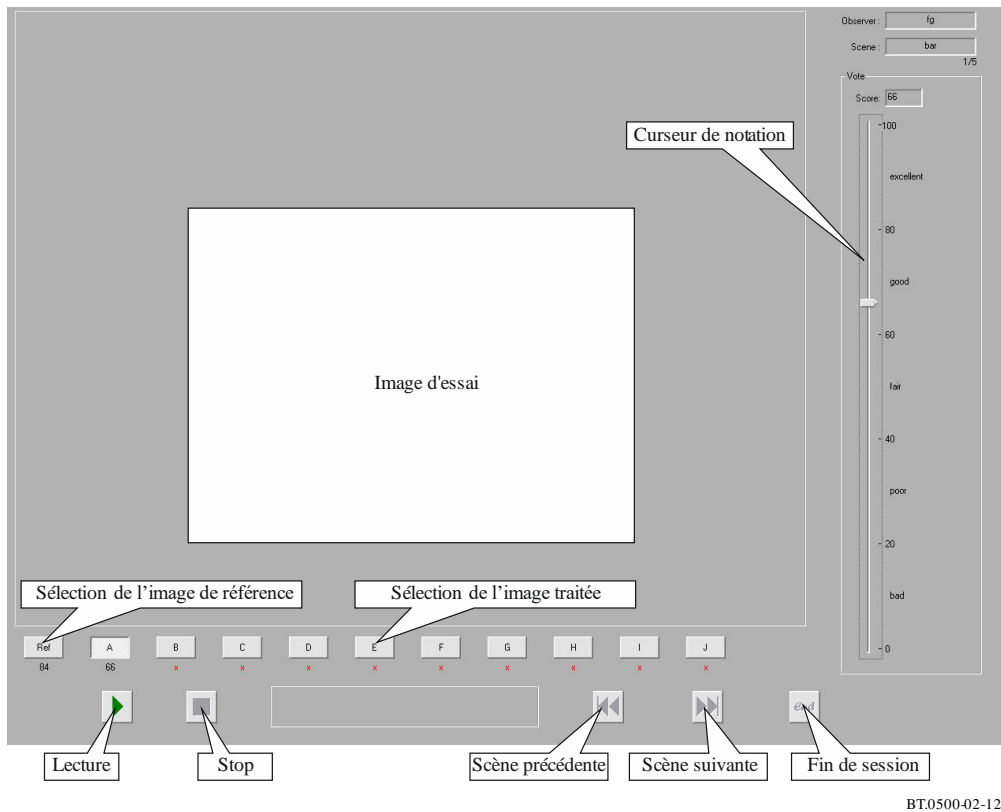 Observer : fg
Scene : bar
1/5
Vote
Score: 66
Curseur de notation
100
excellent
80
good
60
fair
40
poor
20
bad
0
Image d'essai
Sélection de l’image de référence
Sélection de l’image traitée
Ref A B C D E F G H I J
84 66 x x x x x x x x x
end
Lecture Stop Scène précédente Scène suivante Fin de session
BT.0500-02-12